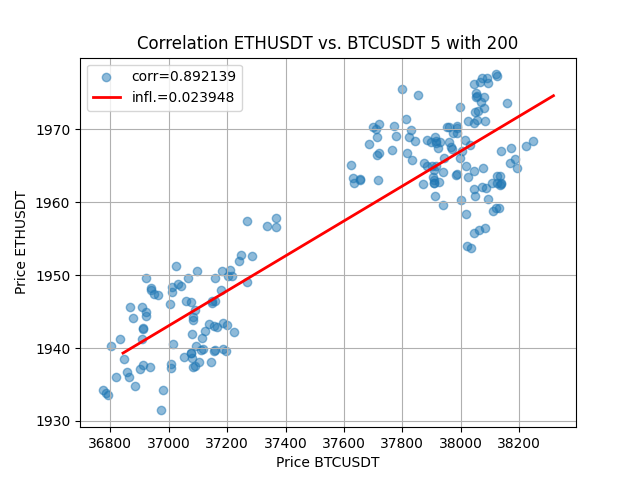 Correlation ETHUSDT vs. BTCUSDT 5 with 200
corr=0.892139
infl.=0.023948
Price ETHUSDT
1970
1960
1950
1940
1930
36800 37000 37200 37400 37600 37800 38000 38200
Price BTCUSDT